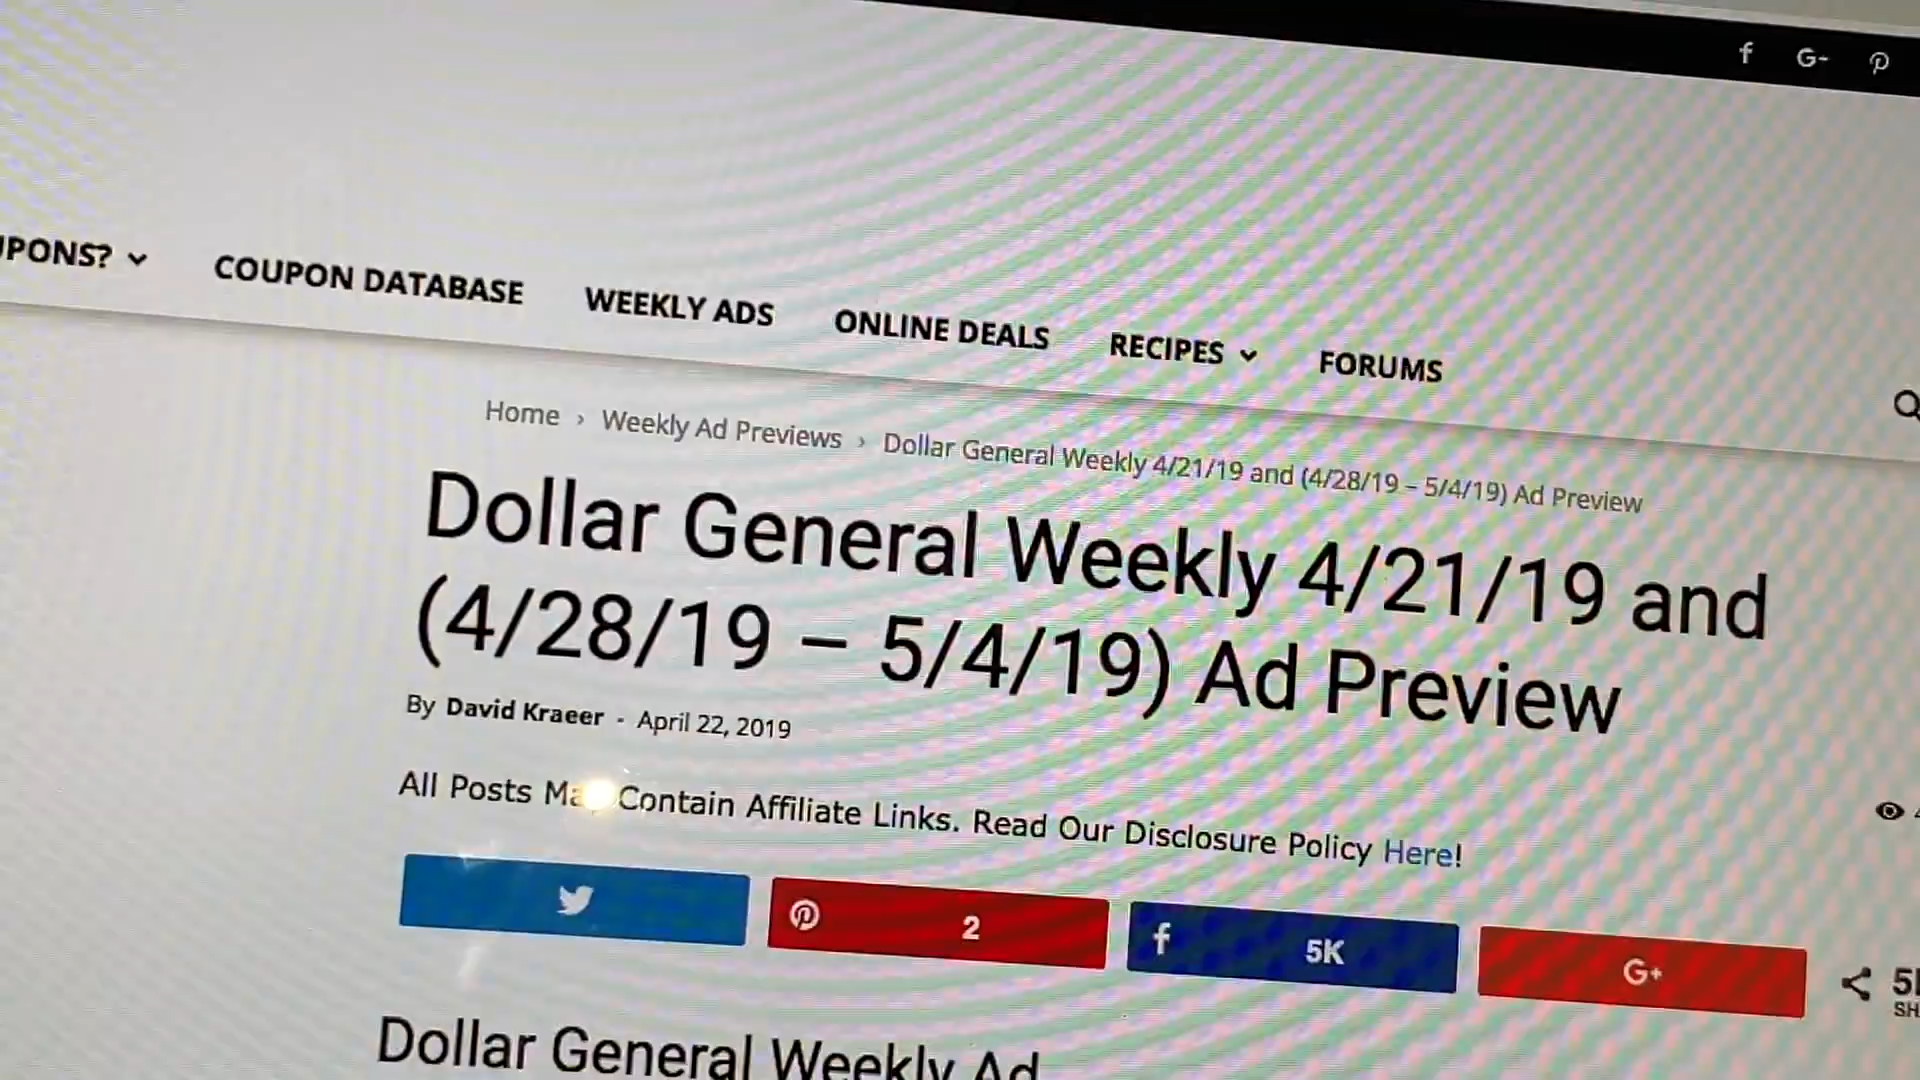 COUPON DATABASE
WEEKLY ADS
ONLINE DEALS
RECIPES
FORUMS
Home › Weekly Ad Previews › Dollar General Weekly 4/21/19 and (4/28/19 – 5/4/19) Ad Preview
Dollar General Weekly 4/21/19 and
(4/28/19 – 5/4/19) Ad Preview
By David Kraeer - April 22, 2019
All Posts Contain Affiliate Links. Read Our Disclosure Policy Here!
2
5K
G+
Dollar General Weekly Ad